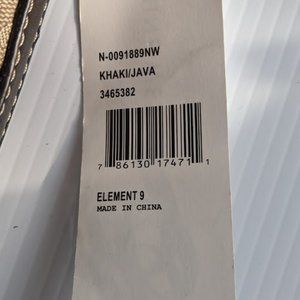 N-0091889NW
KHAKI/JAVA
3465382
7 86130 17471 1
ELEMENT 9
MADE IN CHINA